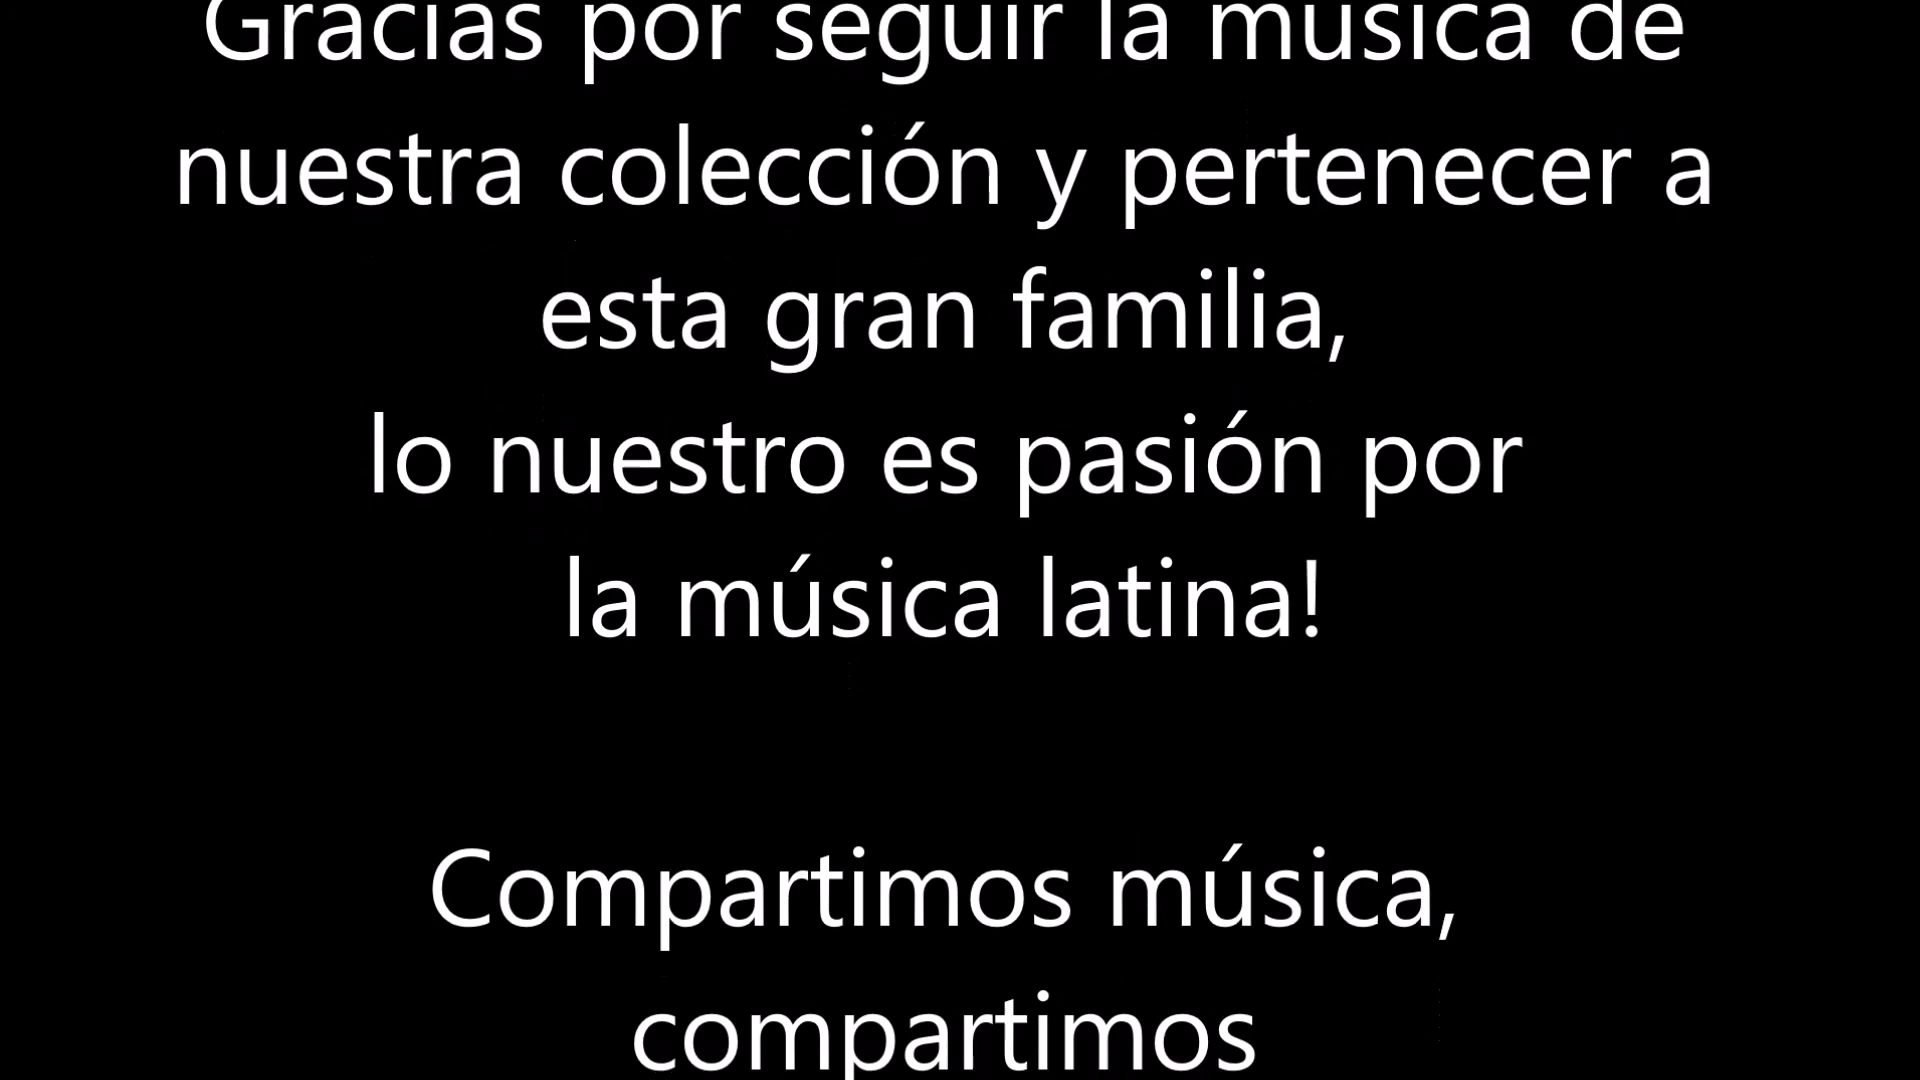 Gracias por seguir la música de
nuestra colección y pertenecer a
esta gran familia,
lo nuestro es pasión por
la música latina!
Compartimos música,
compartimos